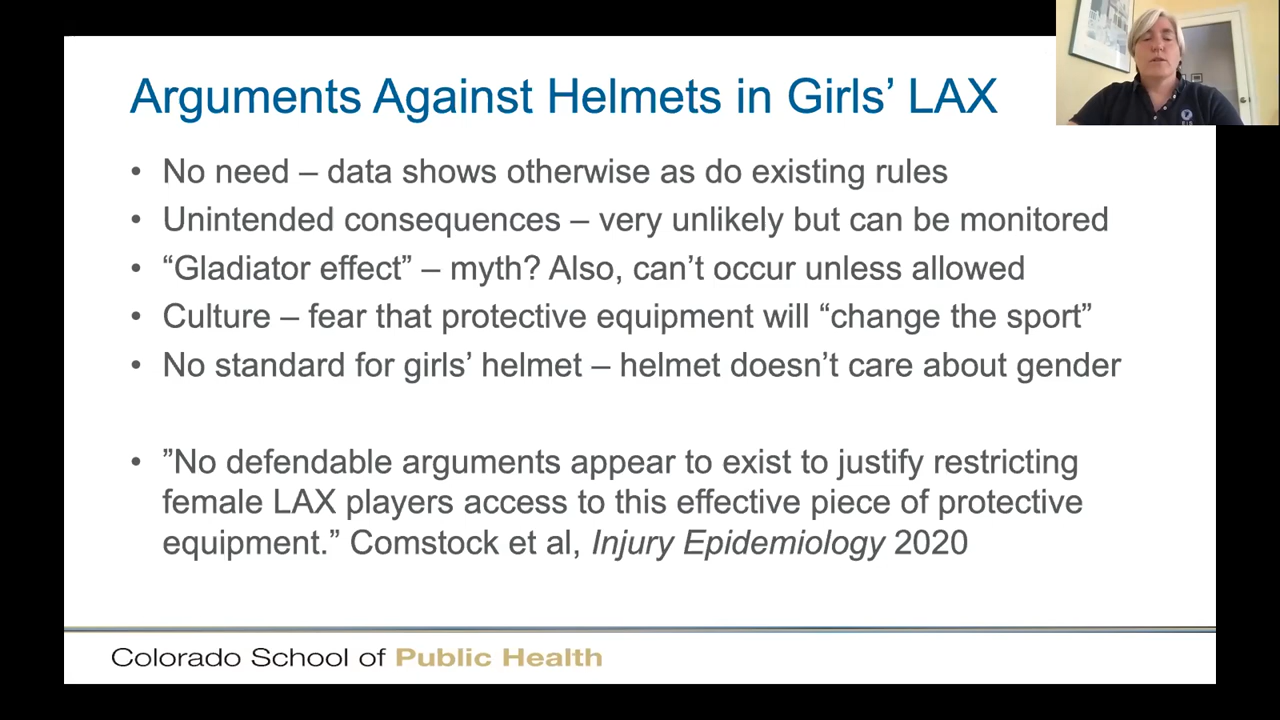 Arguments Against Helmets in Girls’ LAX
• No need – data shows otherwise as do existing rules
• Unintended consequences – very unlikely but can be monitored
• “Gladiator effect” – myth? Also, can’t occur unless allowed
• Culture – fear that protective equipment will “change the sport”
• No standard for girls’ helmet – helmet doesn’t care about gender
• ”No defendable arguments appear to exist to justify restricting
female LAX players access to this effective piece of protective
equipment.” Comstock et al, Injury Epidemiology 2020
Colorado School of Public Health